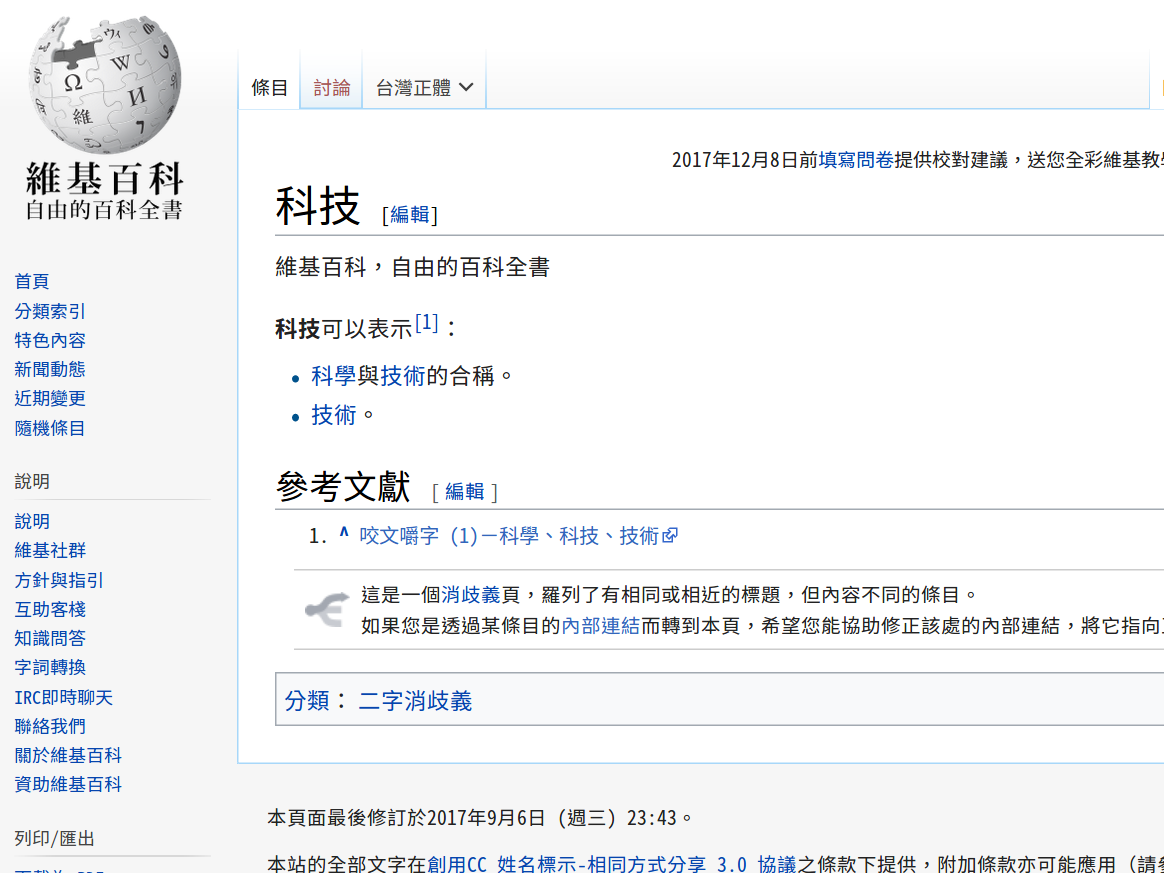 維基百科
自由的百科全書
條目 討論 台灣正體
2017年12月8日前填寫問卷提供校對建議，送您全彩維基教
科技 [編輯]
維基百科，自由的百科全書
科技可以表示[1]：
科學與技術的合稱。
技術。
參考文獻 [ 編輯 ]
1. ^ 咬文嚼字 (1)－科學、科技、技術
這是一個消歧義頁，羅列了有相同或相近的標題，但內容不同的條目。
如果您是透過某條目的內部連結而轉到本頁，希望您能協助修正該處的內部連結，將它指向
分類： 二字消歧義
本頁面最後修訂於2017年9月6日 (週三) 23:43。
本站的全部文字在創用CC 姓名標示-相同方式分享 3.0 協議之條款下提供，附加條款亦可能應用 （請
首頁
分類索引
特色內容
新聞動態
近期變更
隨機條目
說明
說明
維基社群
方針與指引
互助客棧
知識問答
字詞轉換
IRC即時聊天
聯絡我們
關於維基百科
資助維基百科
列印/匯出